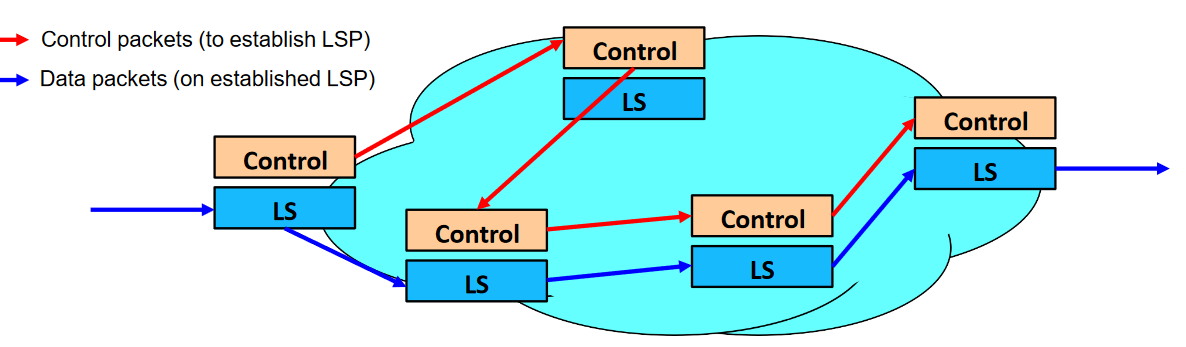 Control packets (to establish LSP)
Data packets (on established LSP)
Control
LS
Control
LS
Control
LS
Control
LS
Control
LS